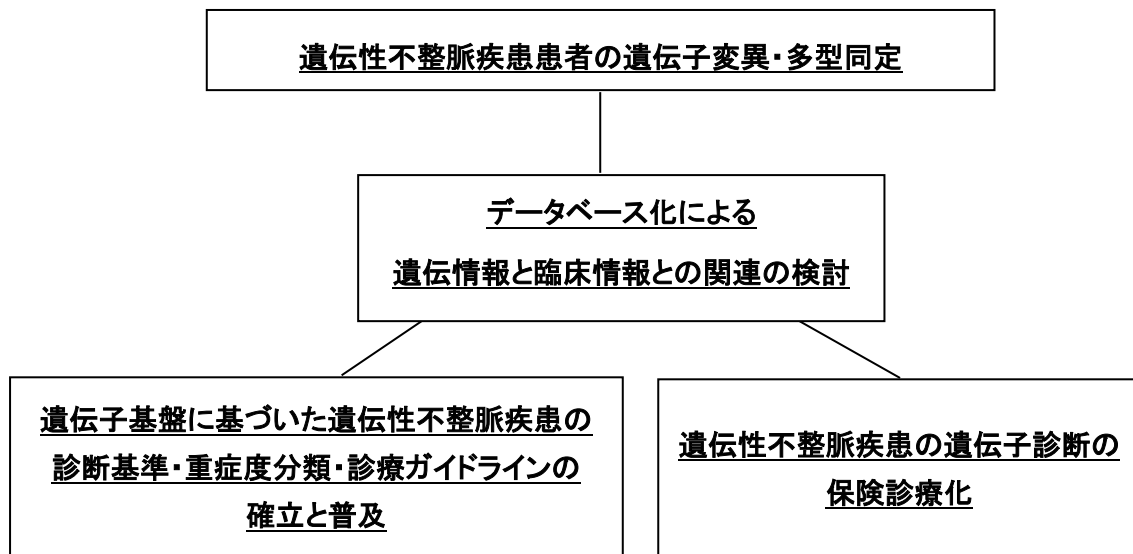 遺伝性不整脈疾患患者の遺伝子変異・多型同定
データベース化による
遺伝情報と臨床情報との関連の検討
遺伝子基盤に基づいた遺伝性不整脈疾患の
診断基準・重症度分類・診療ガイドラインの
確立と普及
遺伝性不整脈疾患の遺伝子診断の
保険診療化